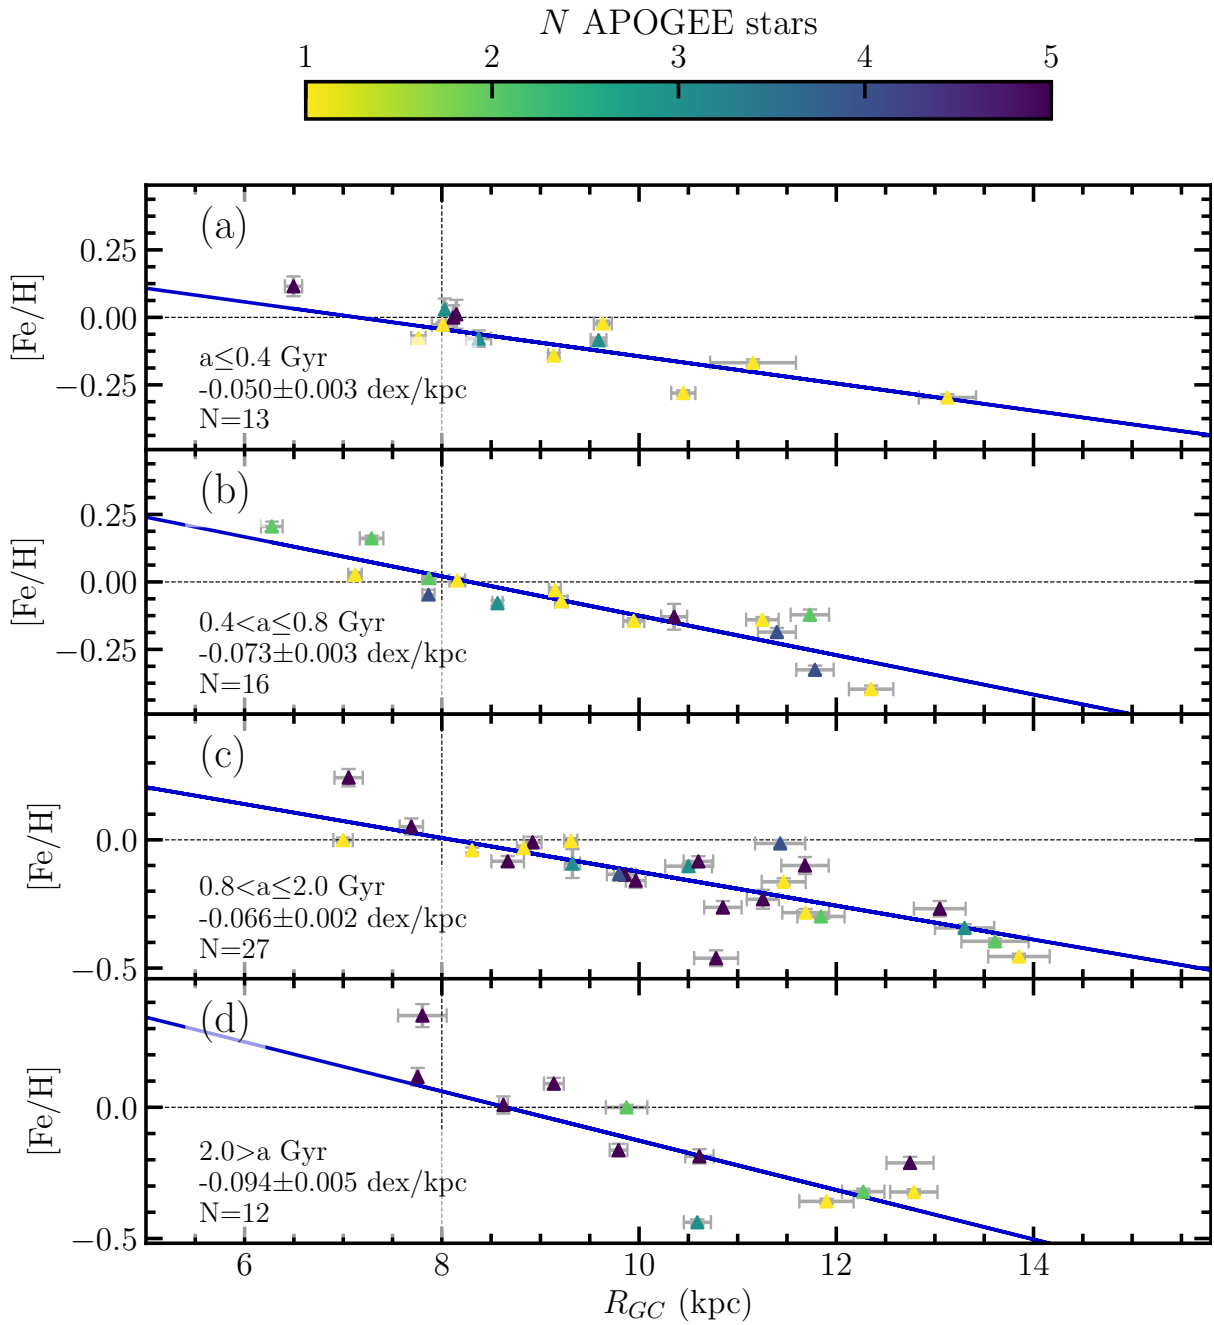 N APOGEE stars
1 2 3 4 5
(a)
0.25
0.00
−0.25
[Fe/H]
a≤0.4 Gyr
-0.050±0.003 dex/kpc
N=13
(b)
0.25
0.00
−0.25
[Fe/H]
0.4<a≤0.8 Gyr
-0.073±0.003 dex/kpc
N=16
(c)
0.0
−0.5
[Fe/H]
0.8<a≤2.0 Gyr
-0.066±0.002 dex/kpc
N=27
(d)
0.0
−0.5
[Fe/H]
2.0>a Gyr
-0.094±0.005 dex/kpc
N=12
6 8 10 12 14
R_GC (kpc)